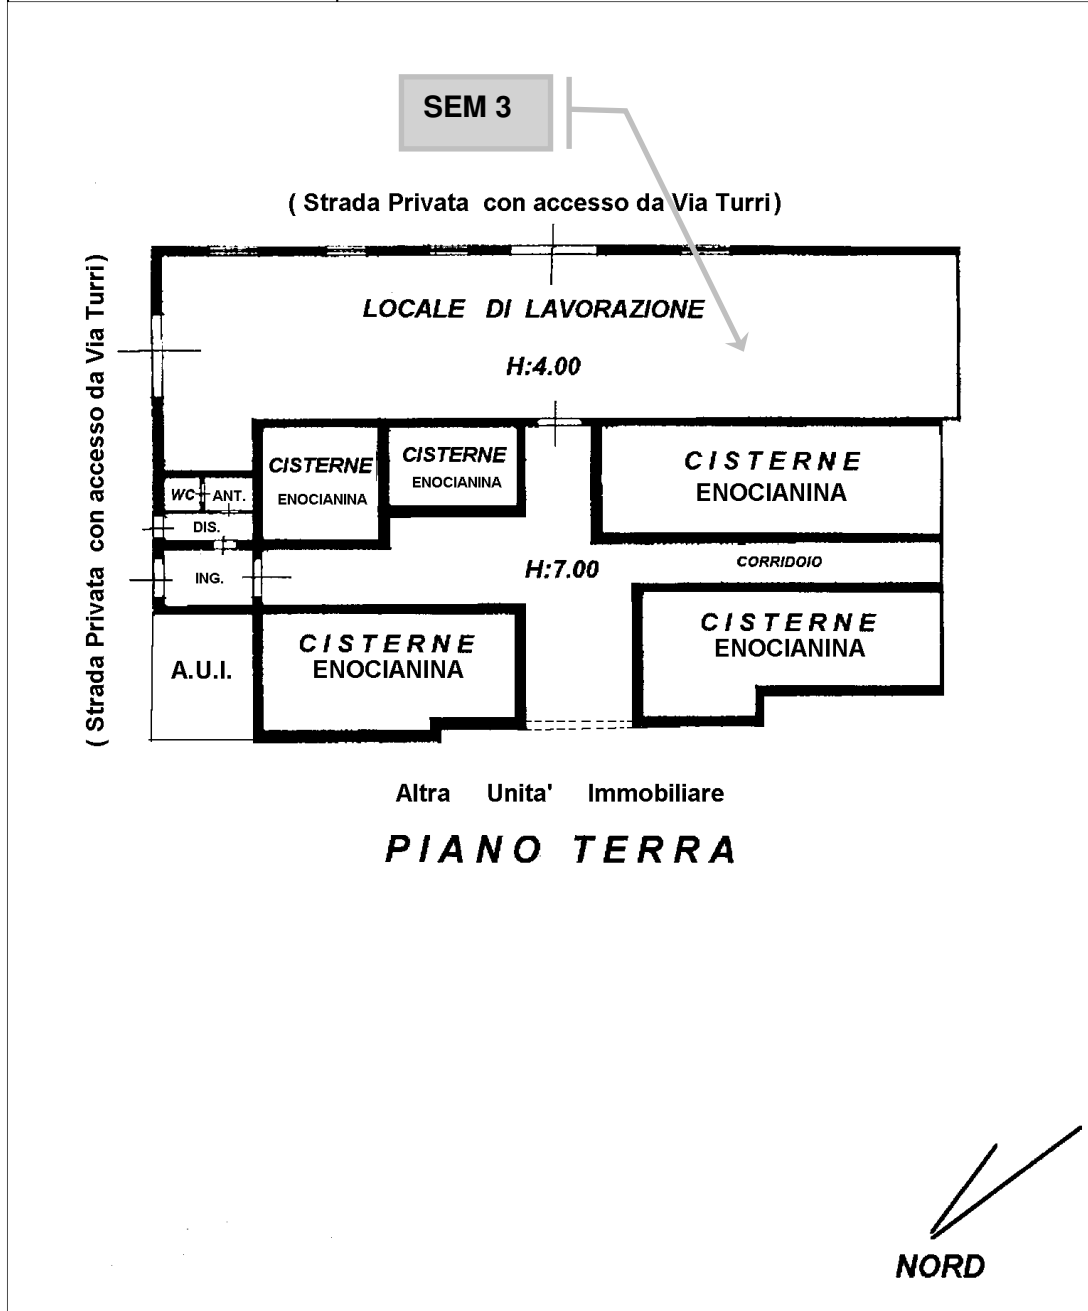 SEM 3
( Strada Privata con accesso da Via Turri)
( Strada Privata con accesso da Via Turri)
LOCALE DI LAVORAZIONE
H:4.00
CISTERNE
ENOCIANINA
CISTERNE
ENOCIANINA
CISTERNE
ENOCIANINA
WC
ANT.
DIS.
ING.
H:7.00
CORRIDOIO
CISTERNE
ENOCIANINA
CISTERNE
ENOCIANINA
A.U.I.
Altra Unita' Immobiliare
PIANO TERRA
NORD